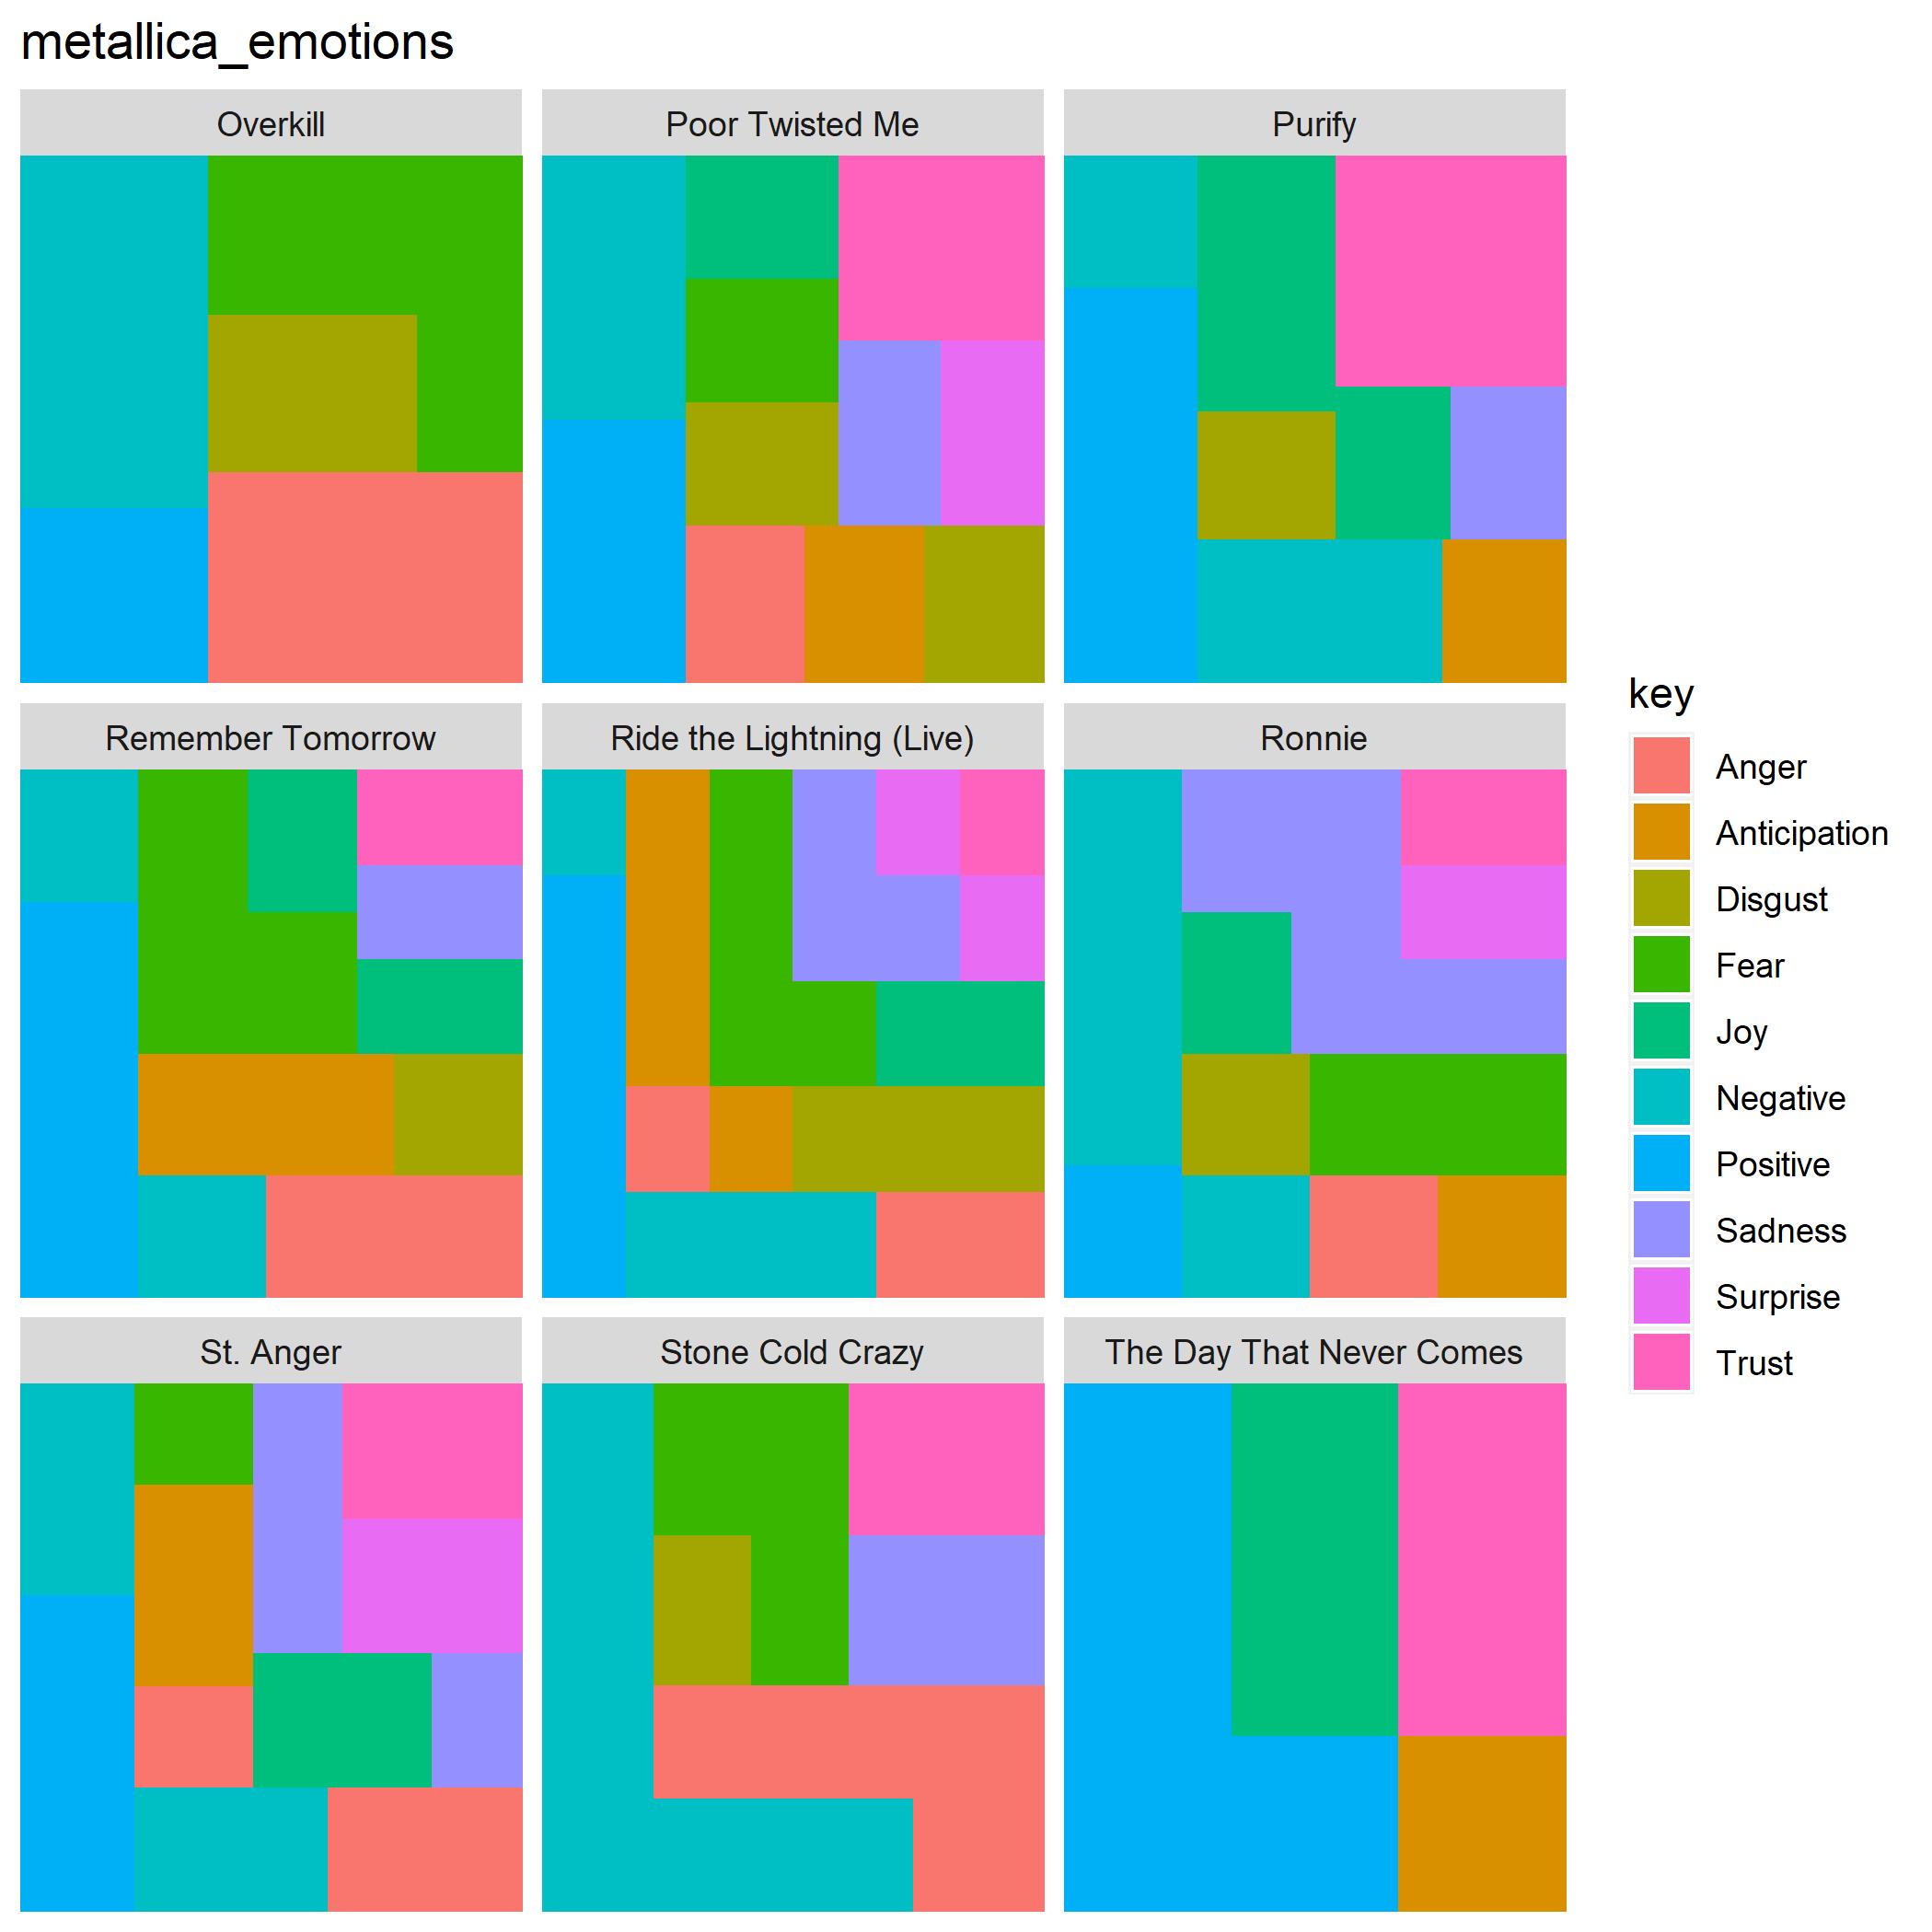 metallica_emotions
Overkill
Poor Twisted Me
Purify
Remember Tomorrow
Ride the Lightning (Live)
Ronnie
St. Anger
Stone Cold Crazy
The Day That Never Comes
key
Anger
Anticipation
Disgust
Fear
Joy
Negative
Positive
Sadness
Surprise
Trust